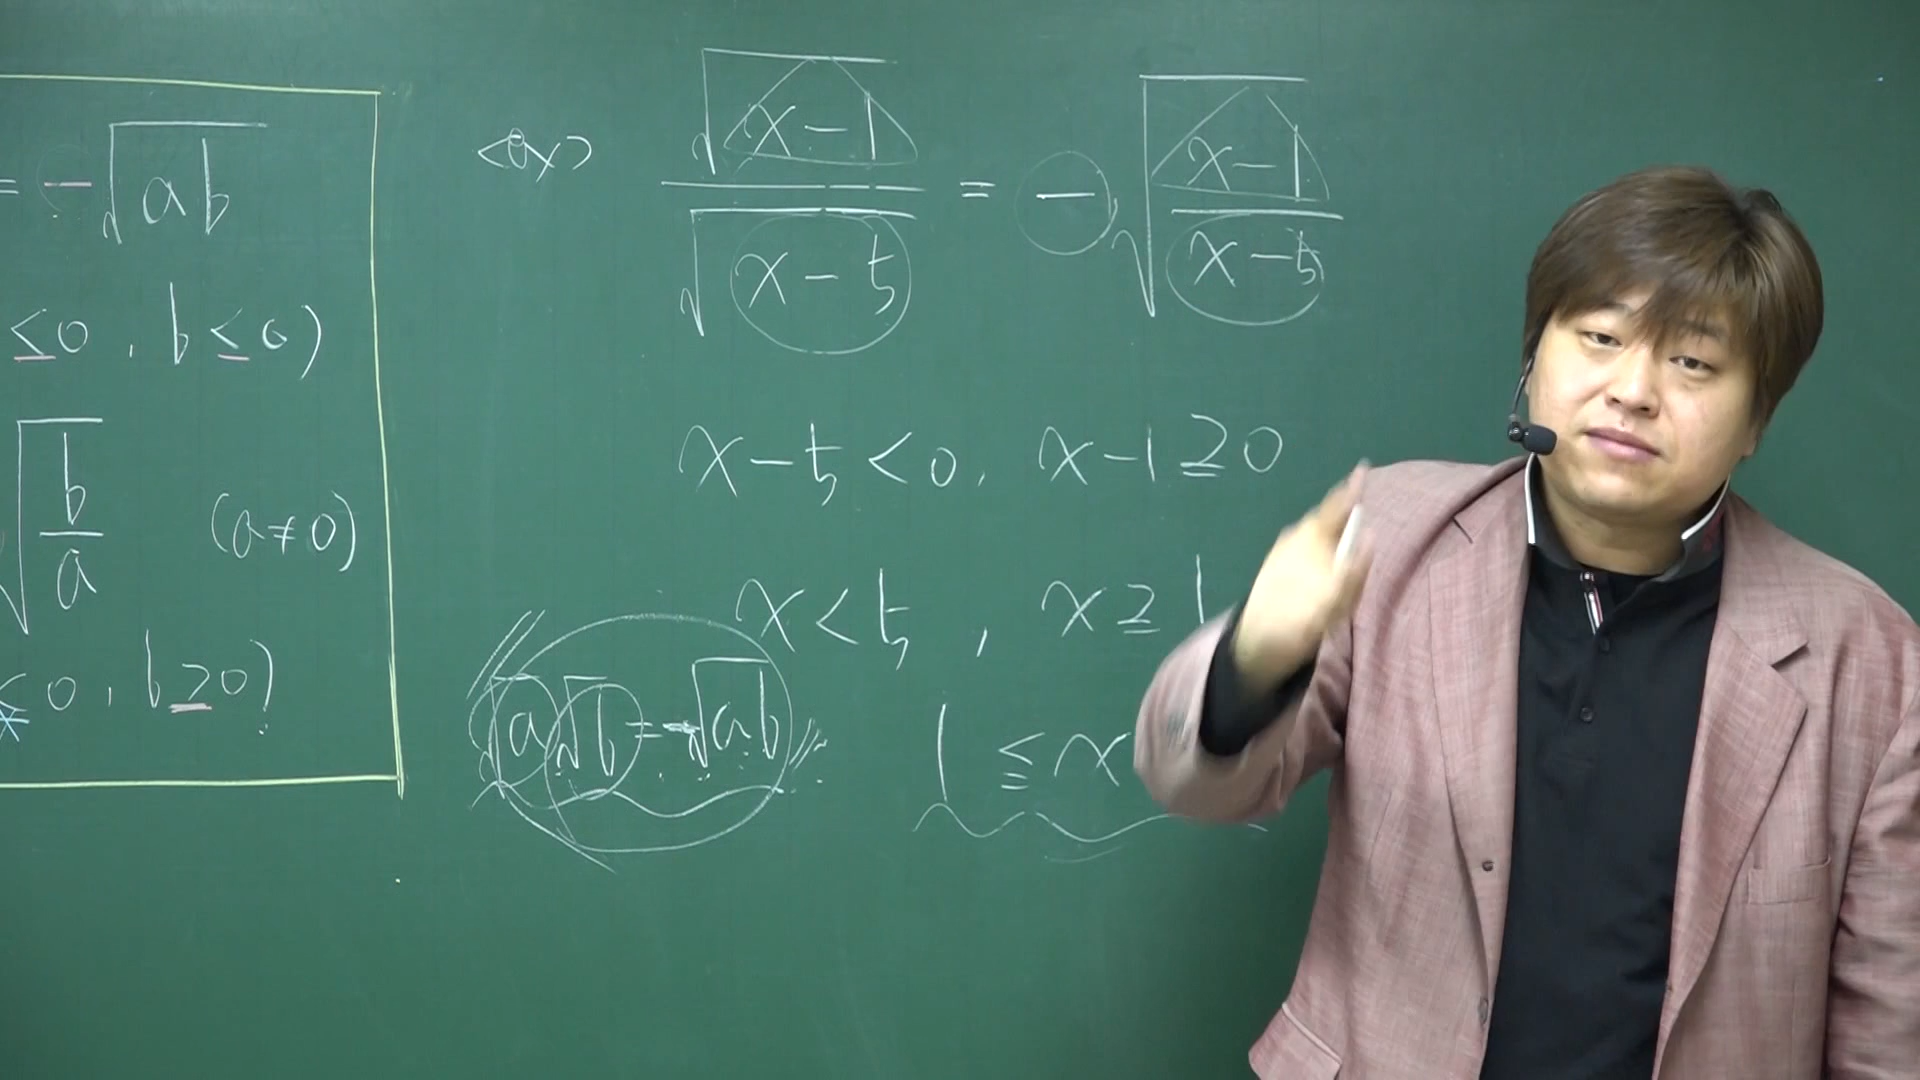 = -√ab
≤0, b≤0)
√(b/a) (a≠0)
≤0, b≥0)
*
<ex> √(x-1)/√(x-5) = -√((x-1)/(x-5))
x-5<0, x-1≥0
x<5, x≥1
√a√b = -√ab
1≤x